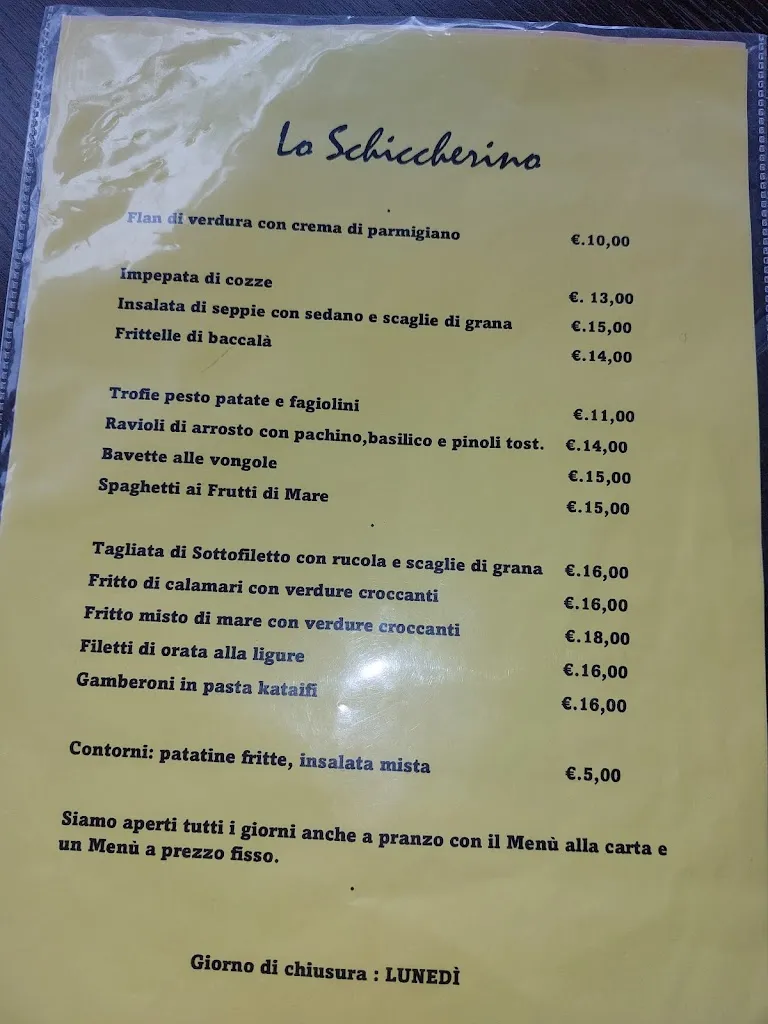 Lo Schiccherino
Flan di verdura con crema di parmigiano €.10,00
Impepata di cozze €. 13,00
Insalata di seppie con sedano e scaglie di grana €.15,00
Frittelle di baccalà €.14,00
Trofie pesto patate e fagiolini €.11,00
Ravioli di arrosto con pachino,basilico e pinoli tost. €.14,00
Bavette alle vongole €.15,00
Spaghetti ai Frutti di Mare €.15,00
Tagliata di Sottofiletto con rucola e scaglie di grana €.16,00
Fritto di calamari con verdure croccanti €.16,00
Fritto misto di mare con verdure croccanti €.18,00
Filetti di orata alla ligure €.16,00
Gamberoni in pasta kataifi €.16,00
Contorni: patatine fritte, insalata mista €.5,00
Siamo aperti tutti i giorni anche a pranzo con il Menù alla carta e
un Menù a prezzo fisso.
Giorno di chiusura : LUNEDÌ